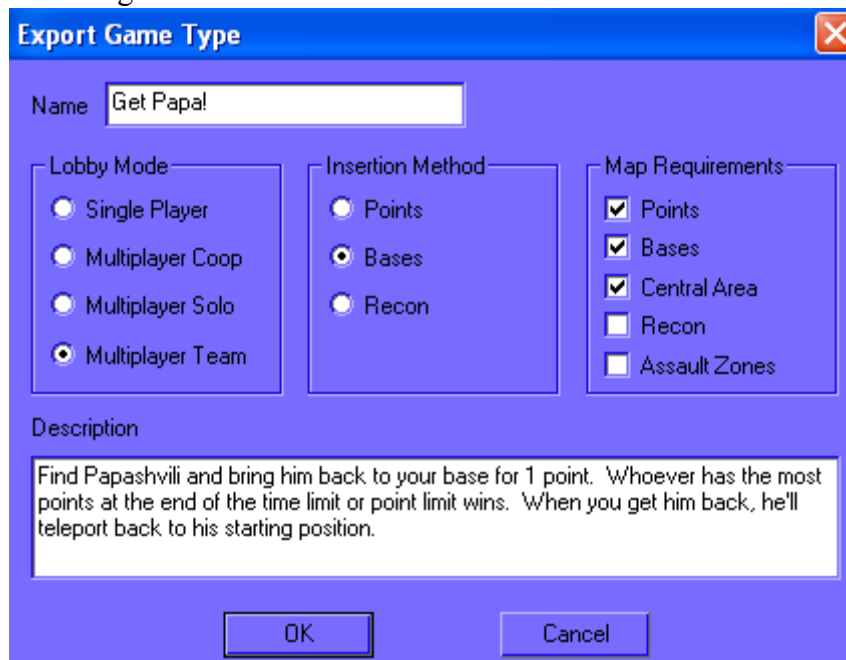 Export Game Type
Name Get Papa!
Lobby Mode
Single Player
Multiplayer Coop
Multiplayer Solo
Multiplayer Team
Insertion Method
Points
Bases
Recon
Map Requirements
Points
Bases
Central Area
Recon
Assault Zones
Description
Find Papashvili and bring him back to your base for 1 point.  Whoever has the most
points at the end of the time limit or point limit wins.  When you get him back, he'll
teleport back to his starting position.
OK
Cancel